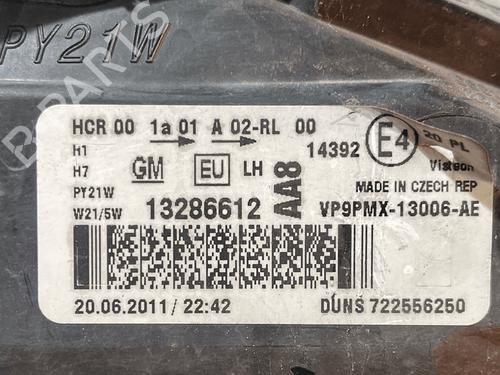 PY21W
HCR 00 1a 01 A 02-RL 00
H1
H7 GM EU LH AA8 14392 E4 20 PL
Visteon
PY21W MADE IN CZECH REP
W21/5W 13286612 VP9PMX-13006-AE
20.06.2011/ 22:42 DUNS 722556250
B-PARTS